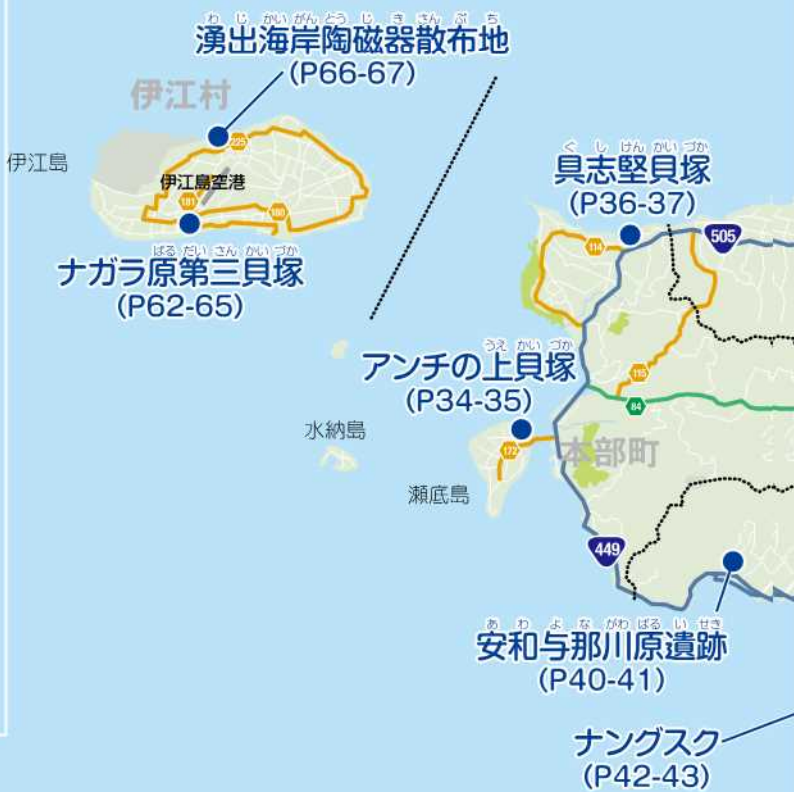 わじかいがんとうじきさんぷち
湧出海岸陶磁器散布地
(P66-67)
伊江村
225
伊江島
伊江島空港
181
180
ばるだいさんかいづか
ナガラ原第三貝塚
(P62-65)
ぐしけんかいづか
具志堅貝塚
(P36-37)
505
114
うえかいづか
アンチの上貝塚
(P34-35)
115
84
水納島
172
本部町
瀬底島
449
あわよながわばるいせき
安和与那川原遺跡
(P40-41)
ナングスク
(P42-43)